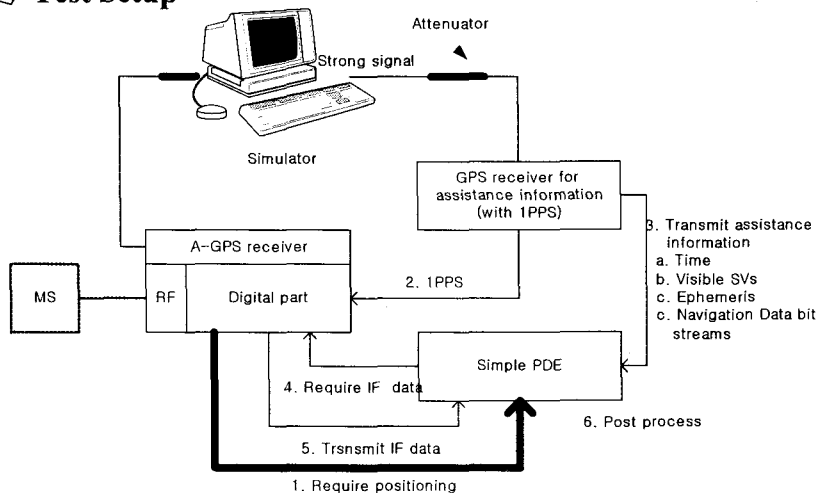 Test Setup
Attenuator
Strong signal
Simulator
GPS receiver for
assistance information
(with 1PPS)
3. Transmit assistance
information
a. Time
b. Visible SVs
c. Ephemeris
c. Navigation Data bit
streams
A-GPS receiver
MS
RF
Digital part
2. 1PPS
Simple PDE
4. Require IF data
6. Post process
5. Trsnsmit IF data
1. Require positioning